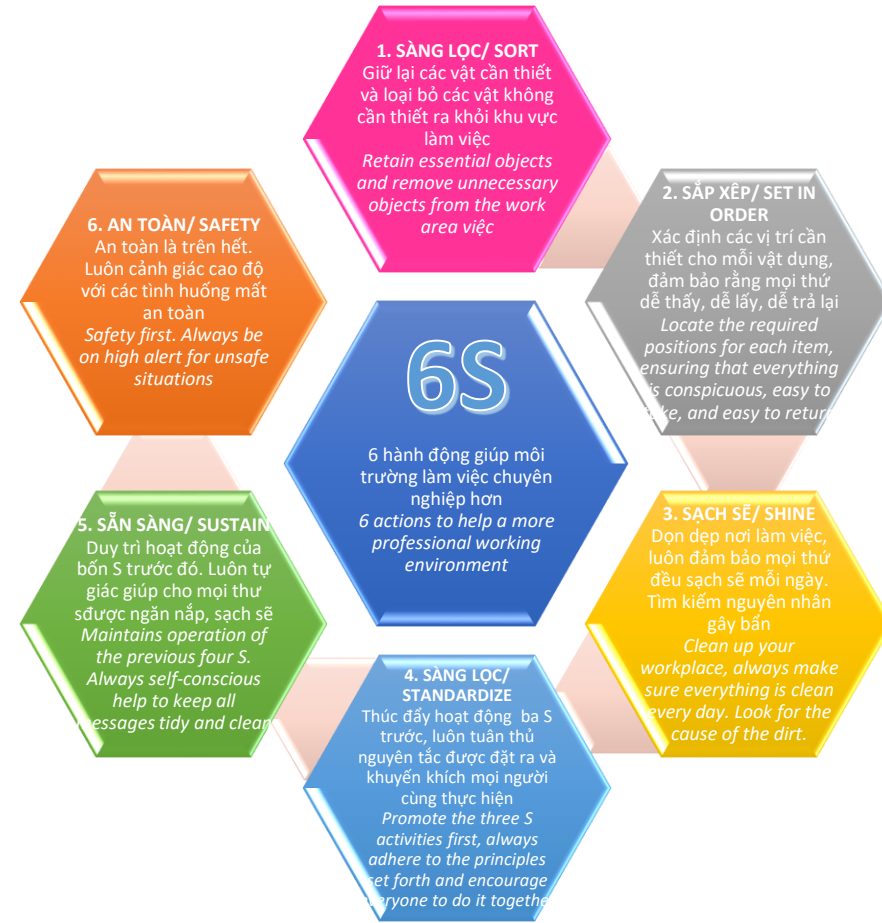 1. SÀNG LỌC/ SORT
Giữ lại các vật cần thiết
và loại bỏ các vật không
cần thiết ra khỏi khu vực
làm việc
Retain essential objects
and remove unnecessary
objects from the work
area việc
2. SẮP XÊP/ SET IN
ORDER
Xác định các vị trí cần
thiết cho mỗi vật dụng,
đảm bảo rằng mọi thứ
dễ thấy, dễ lấy, dễ trả lại
Locate the required
positions for each item,
ensuring that everything
is conspicuous, easy to
take, and easy to return
3. SẠCH SẼ/ SHINE
Dọn dẹp nơi làm việc,
luôn đảm bảo mọi thứ
đều sạch sẽ mỗi ngày.
Tìm kiếm nguyên nhân
gây bẩn
Clean up your
workplace, always make
sure everything is clean
every day. Look for the
cause of the dirt.
4. SÀNG LỌC/
STANDARDIZE
Thúc đẩy hoạt động ba S
trước, luôn tuân thủ
nguyên tắc được đặt ra và
khuyến khích mọi người
cùng thực hiện
Promote the three S
activities first, always
adhere to the principles
set forth and encourage
everyone to do it together
5. SẴN SÀNG/ SUSTAIN
Duy trì hoạt động của
bốn S trước đó. Luôn tự
giác giúp cho mọi thư
sđược ngăn nắp, sạch sẽ
Maintains operation of
the previous four S.
Always self-conscious
help to keep all
messages tidy and clean
6. AN TOÀN/ SAFETY
An toàn là trên hết.
Luôn cảnh giác cao độ
với các tình huống mất
an toàn
Safety first. Always be
on high alert for unsafe
situations
6S
6 hành động giúp môi
trường làm việc chuyên
nghiệp hơn
6 actions to help a more
professional working
environment